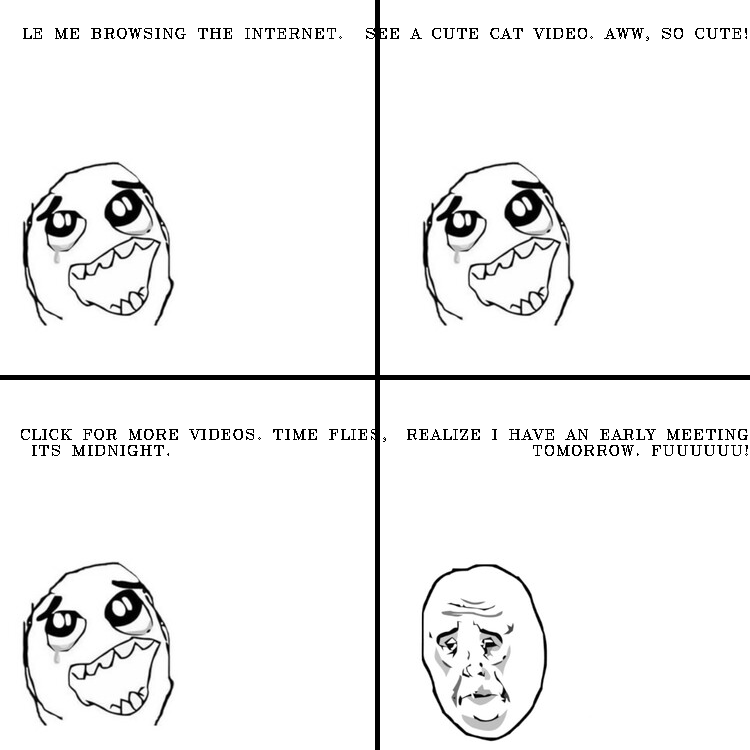 LE ME BROWSING THE INTERNET.
SEE A CUTE CAT VIDEO. AWW, SO CUTE!
CLICK FOR MORE VIDEOS. TIME FLIES,
ITS MIDNIGHT.
REALIZE I HAVE AN EARLY MEETING
TOMORROW. FUUUUUU!